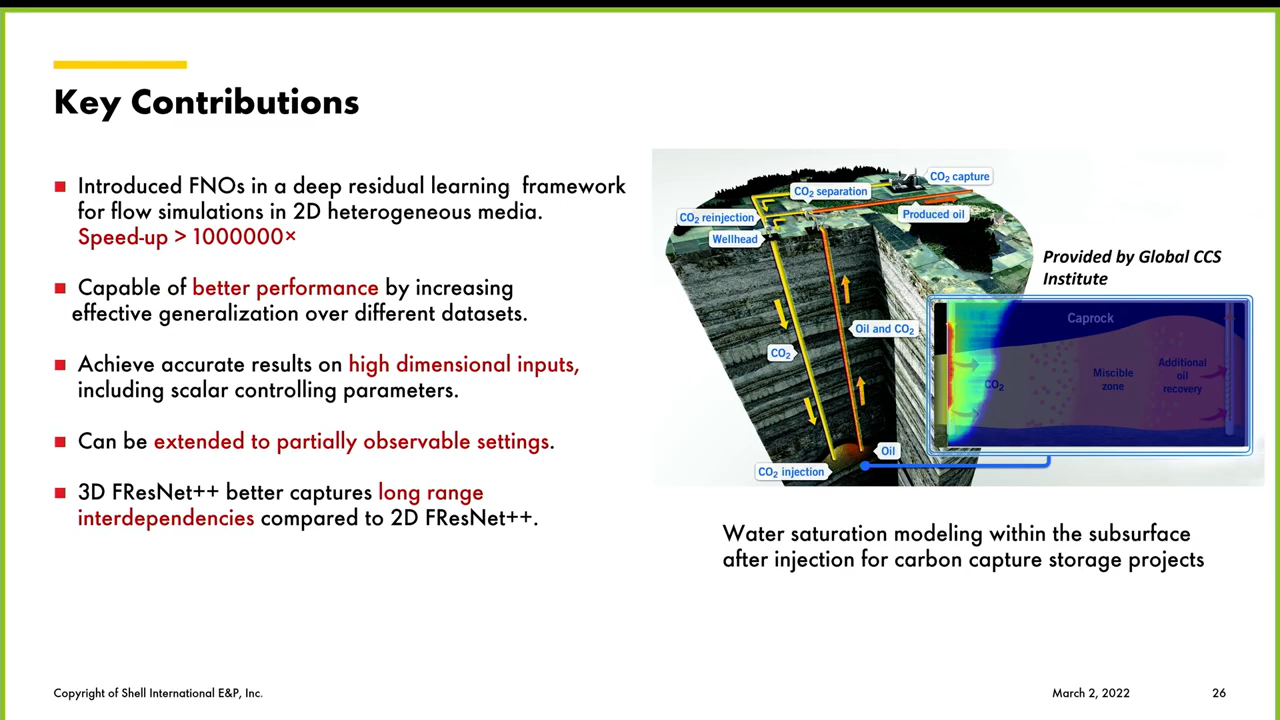 Key Contributions
Introduced FNOs in a deep residual learning framework
for flow simulations in 2D heterogeneous media.
Speed-up > 1000000×
Capable of better performance by increasing
effective generalization over different datasets.
Achieve accurate results on high dimensional inputs,
including scalar controlling parameters.
Can be extended to partially observable settings.
3D FResNet++ better captures long range
interdependencies compared to 2D FResNet++.
CO₂ capture
CO₂ separation
CO₂ reinjection
Produced oil
Wellhead
Provided by Global CCS
Institute
Caprock
Oil and CO₂
CO₂
CO₂
Miscible
zone
Additional
oil
recovery
Oil
CO₂ injection
Water saturation modeling within the subsurface
after injection for carbon capture storage projects
Copyright of Shell International E&P, Inc.
March 2, 2022
26